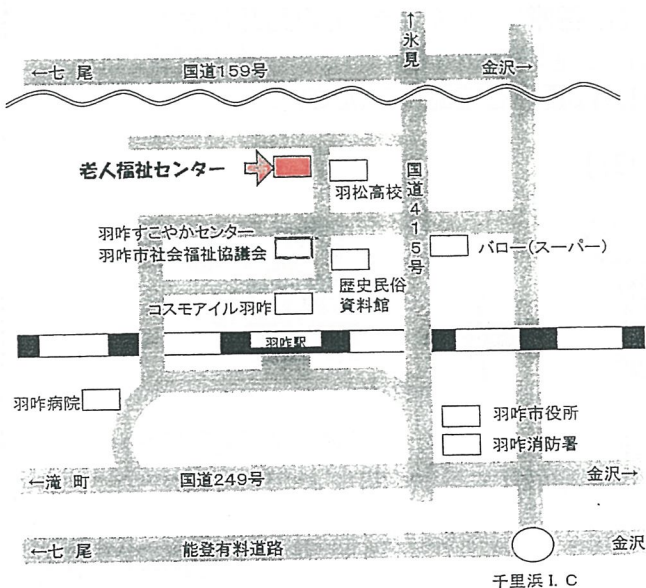 ↑氷見
←七 尾
国道159号
金沢→
老人福祉センター
羽松高校
国道415号
羽咋すこやかセンター
羽咋市社会福祉協議会
バロー(スーパー)
歴史民俗
資料館
コスモアイル羽咋
羽咋駅
羽咋病院
羽咋市役所
羽咋消防署
←滝 町
国道249号
金沢→
←七 尾
能登有料道路
金沢
千里浜 I. C